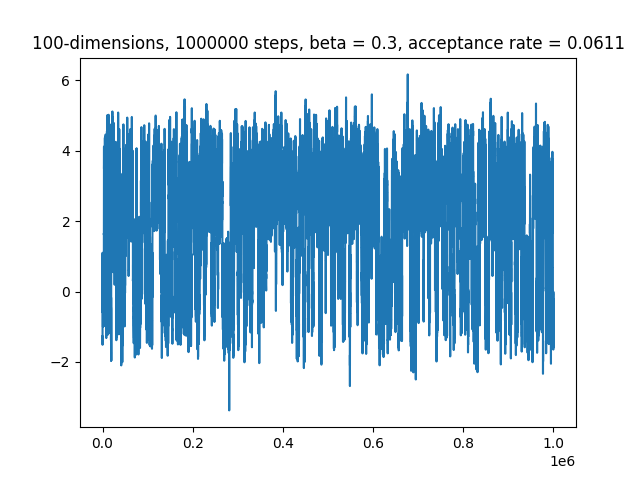 100-dimensions, 1000000 steps, beta = 0.3, acceptance rate = 0.0611
6
4
2
0
−2
0.0 0.2 0.4 0.6 0.8 1.0
1e6